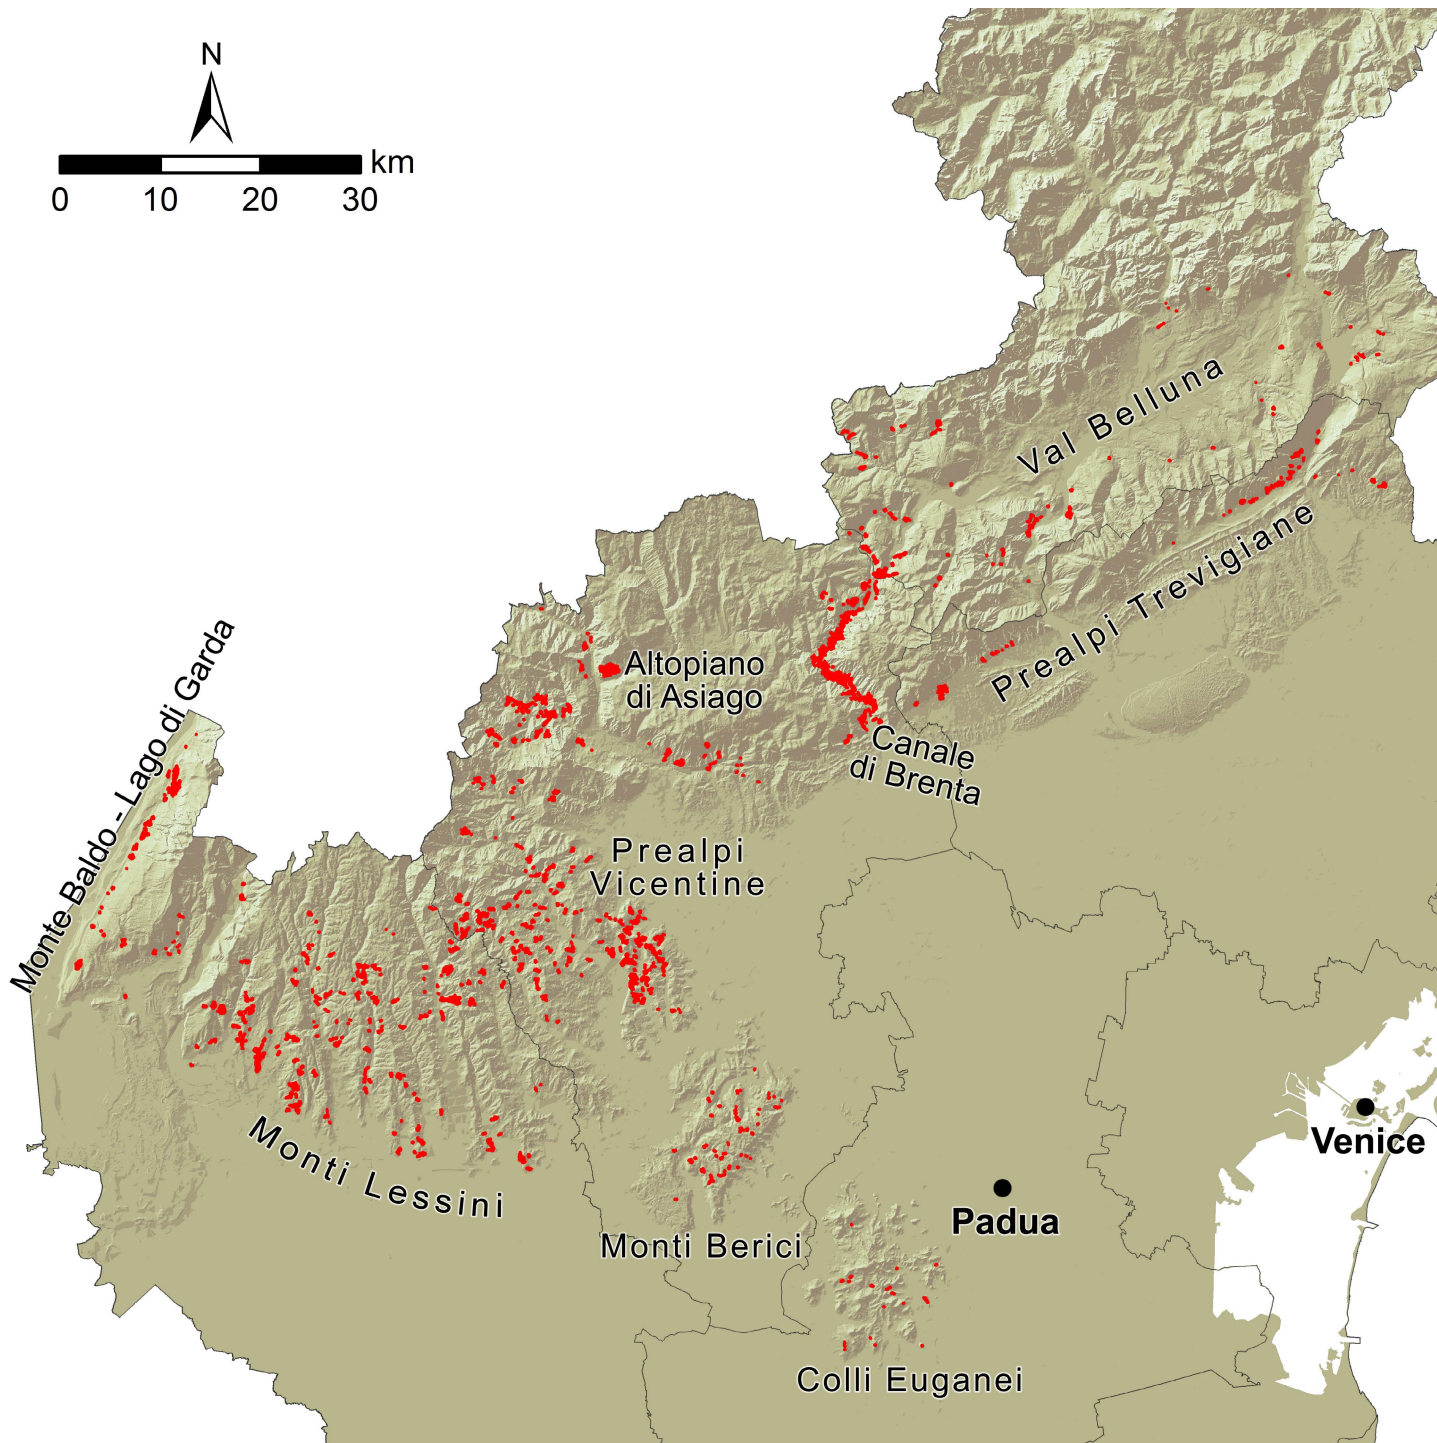 N
km
0 10 20 30
Val Belluna
Prealpi Trevigiane
Altopiano
di Asiago
Monte Baldo - Lago di Garda
Canale
di Brenta
Prealpi
Vicentine
Monti Lessini
Venice
Padua
Monti Berici
Colli Euganei